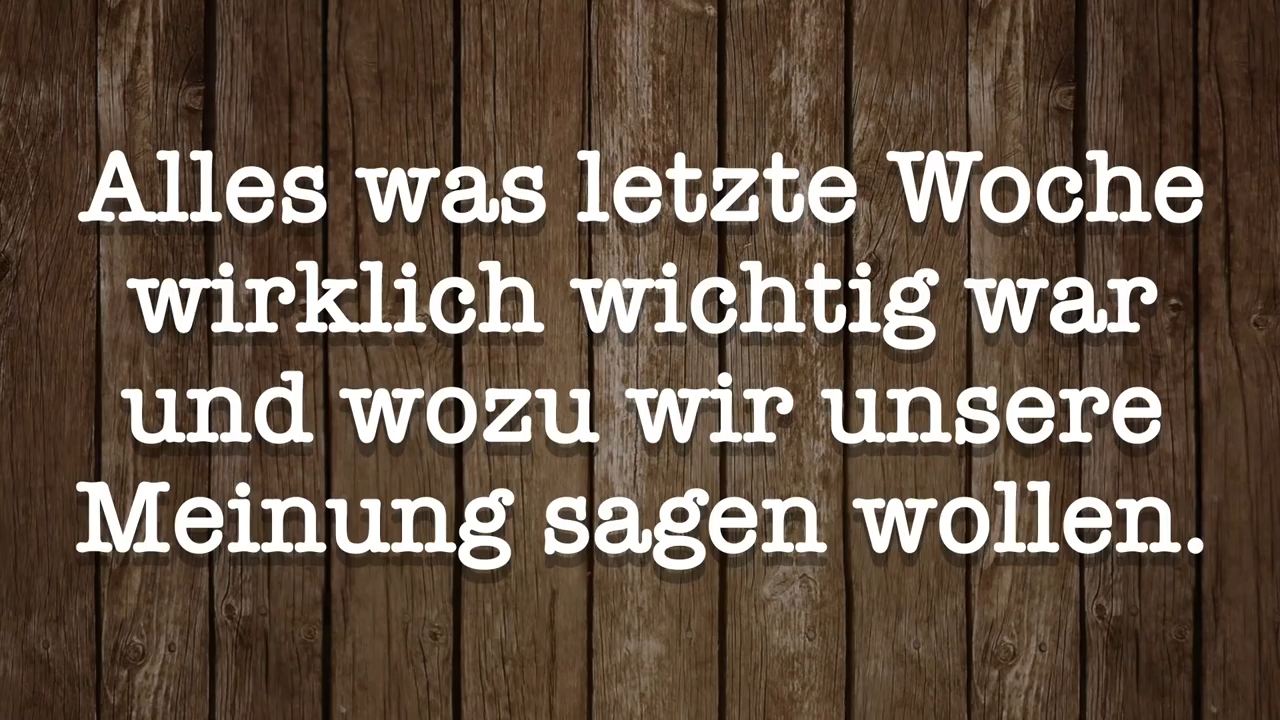 Alles was letzte Woche
wirklich wichtig war
und wozu wir unsere
Meinung sagen wollen.